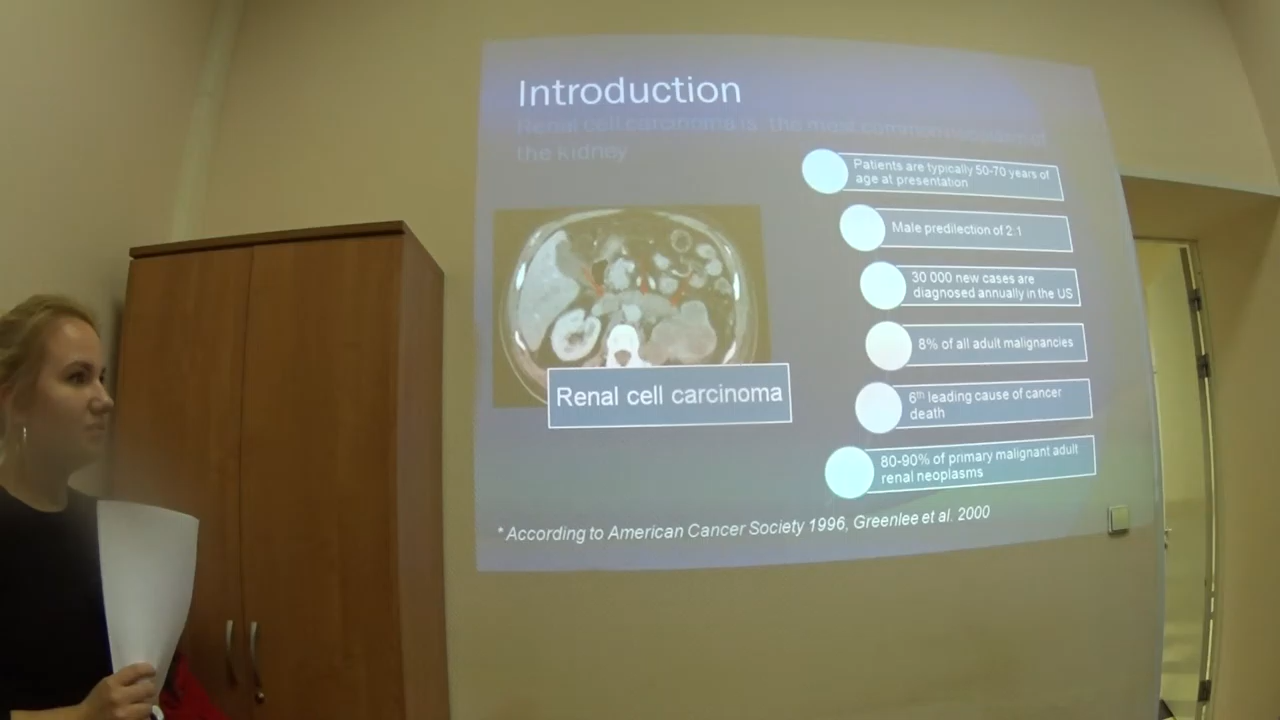 Introduction
Renal cell carcinoma is the most common
the kidney
Patients are typically 50-70 years of
age at presentation
Male predilection of 2:1
30 000 new cases are
diagnosed annually in the US
8% of all adult malignancies
6th leading cause of cancer
death
80-90% of primary malignant adult
renal neoplasms
Renal cell carcinoma
* According to American Cancer Society 1996, Greenlee et al. 2000